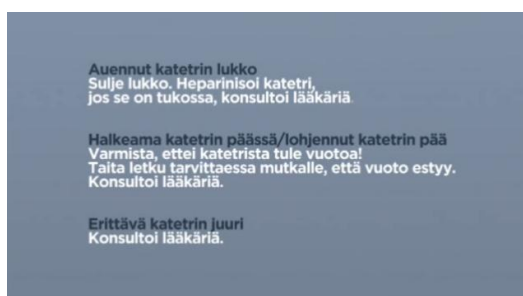 Auennut katetrin lukko
Sulje lukko. Heparinisoi katetri,
jos se on tukossa, konsultoi lääkäriä.
Halkeama katetrin päässä/lohjennut katetrin pää
Varmista, ettei katetrista tule vuotoa!
Taita letku tarvittaessa mutkalle, että vuoto estyy.
Konsultoi lääkäriä.
Erittävä katetrin juuri
Konsultoi lääkäriä.